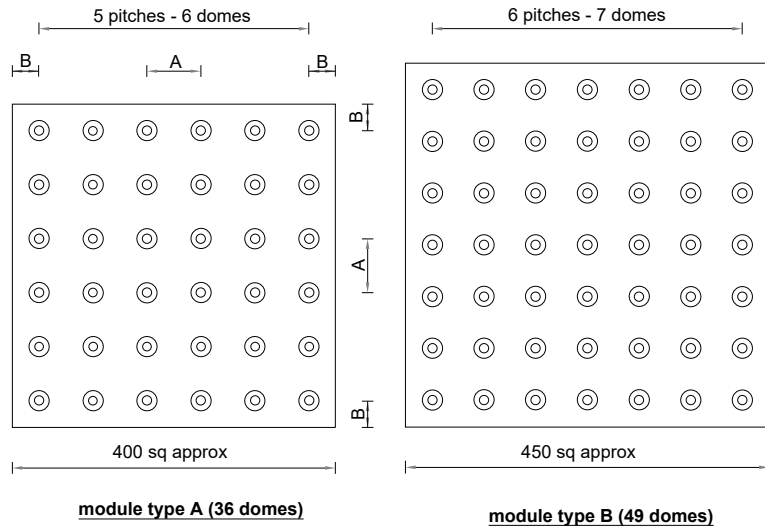 5 pitches - 6 domes
B
A
B
B
A
B
400 sq approx
module type A (36 domes)
6 pitches - 7 domes
450 sq approx
module type B (49 domes)